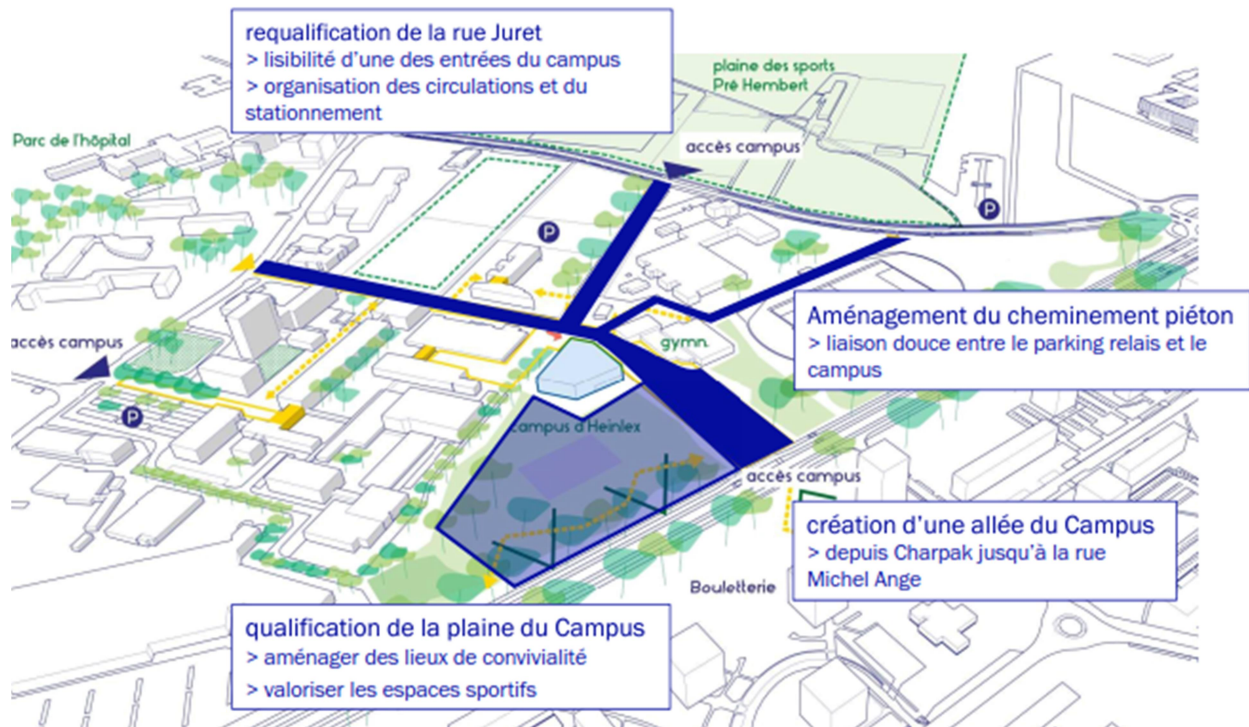 requalification de la rue Juret
> lisibilité d'une des entrées du campus
> organisation des circulations et du
stationnement
plaine des sports
Pré Hembert
Parc de l'hôpital
accès campus
P
P
Aménagement du cheminement piéton
> liaison douce entre le parking relais et le
campus
gymn.
accès campus
P
campus d'Heinlex
accès campus
création d'une allée du Campus
> depuis Charpak jusqu'à la rue
Michel Ange
Bouletterie
qualification de la plaine du Campus
> aménager des lieux de convivialité
> valoriser les espaces sportifs